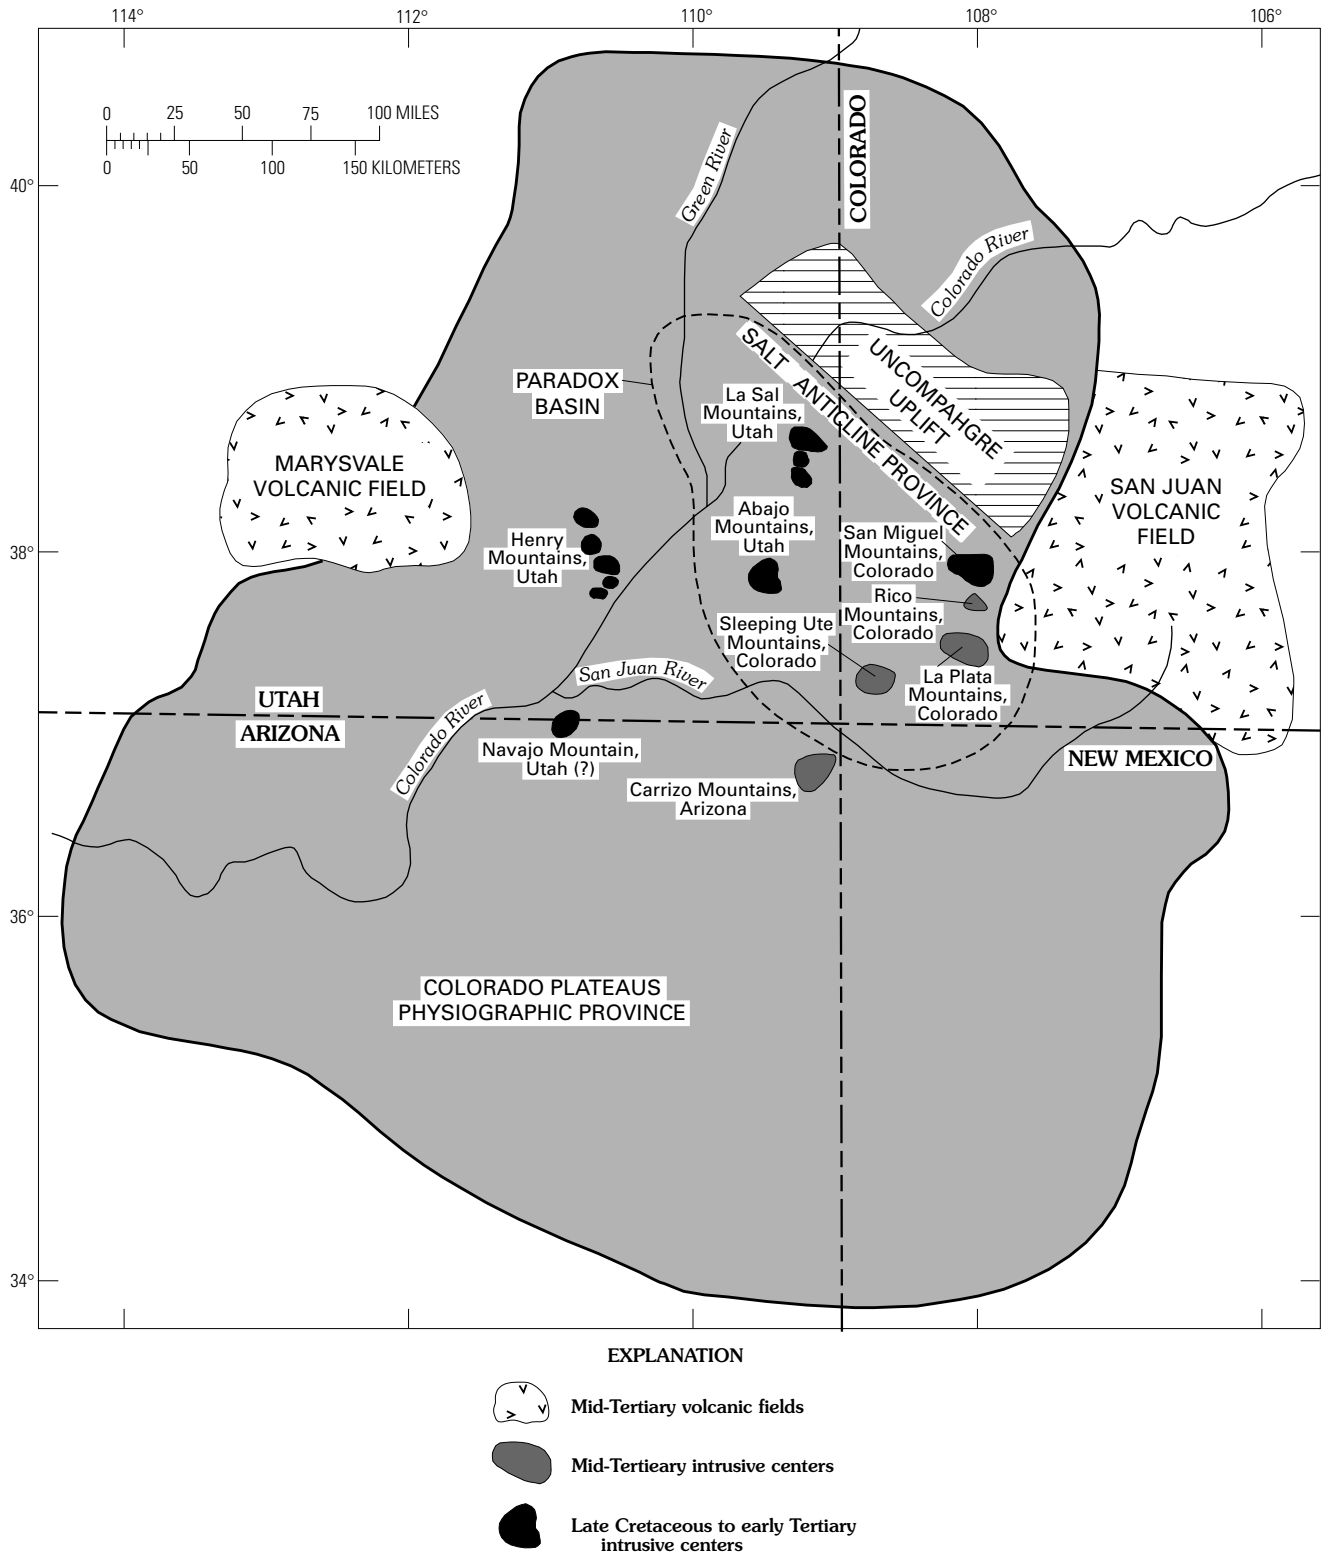 114°
112°
110°
108°
106°
0 25 50 75 100 MILES
0 50 100 150 KILOMETERS
40°
38°
36°
34°
COLORADO
Green River
Colorado River
SALT ANTICLINE PROVINCE
UNCOMPAHGRE
UPLIFT
PARADOX
BASIN
La Sal
Mountains,
Utah
MARYSVALE
VOLCANIC FIELD
SAN JUAN
VOLCANIC
FIELD
Abajo
Mountains,
Utah
Henry
Mountains,
Utah
San Miguel
Mountains,
Colorado
Rico
Mountains,
Colorado
Sleeping Ute
Mountains,
Colorado
La Plata
Mountains,
Colorado
San Juan River
Colorado River
UTAH
ARIZONA
NEW MEXICO
Navajo Mountain,
Utah (?)
Carrizo Mountains,
Arizona
COLORADO PLATEAUS
PHYSIOGRAPHIC PROVINCE
EXPLANATION
Mid-Tertiary volcanic fields
Mid-Tertieary intrusive centers
Late Cretaceous to early Tertiary
intrusive centers